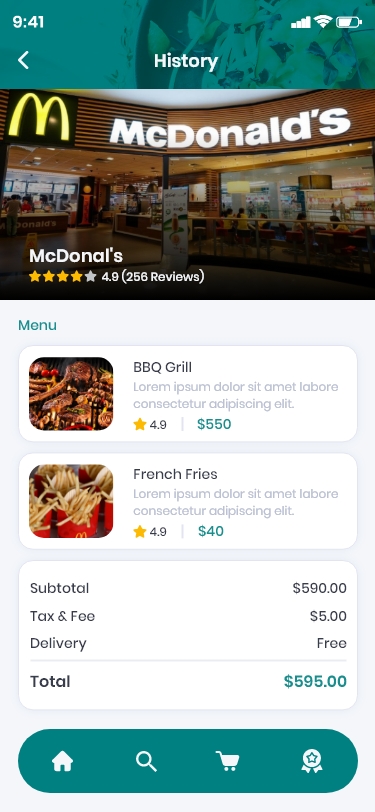 9:41
History
McDonald's
McDonal's
4.9 (256 Reviews)
Menu
BBQ Grill
Lorem ipsum dolor sit amet labore
consectetur adipiscing elit.
4.9 | $550
French Fries
Lorem ipsum dolor sit amet labore
consectetur adipiscing elit.
4.9 | $40
Subtotal $590.00
Tax & Fee $5.00
Delivery Free
Total $595.00